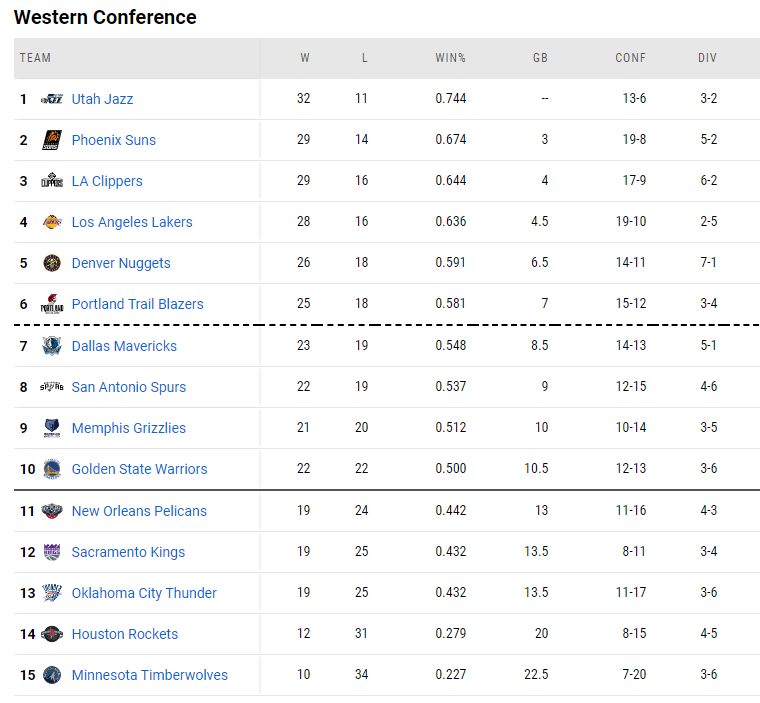 Western Conference
TEAM W L WIN% GB CONF DIV
1 Utah Jazz 32 11 0.744 -- 13-6 3-2
2 Phoenix Suns 29 14 0.674 3 19-8 5-2
3 LA Clippers 29 16 0.644 4 17-9 6-2
4 Los Angeles Lakers 28 16 0.636 4.5 19-10 2-5
5 Denver Nuggets 26 18 0.591 6.5 14-11 7-1
6 Portland Trail Blazers 25 18 0.581 7 15-12 3-4
7 Dallas Mavericks 23 19 0.548 8.5 14-13 5-1
8 San Antonio Spurs 22 19 0.537 9 12-15 4-6
9 Memphis Grizzlies 21 20 0.512 10 10-14 3-5
10 Golden State Warriors 22 22 0.500 10.5 12-13 3-6
11 New Orleans Pelicans 19 24 0.442 13 11-16 4-3
12 Sacramento Kings 19 25 0.432 13.5 8-11 3-4
13 Oklahoma City Thunder 19 25 0.432 13.5 11-17 3-6
14 Houston Rockets 12 31 0.279 20 8-15 4-5
15 Minnesota Timberwolves 10 34 0.227 22.5 7-20 3-6